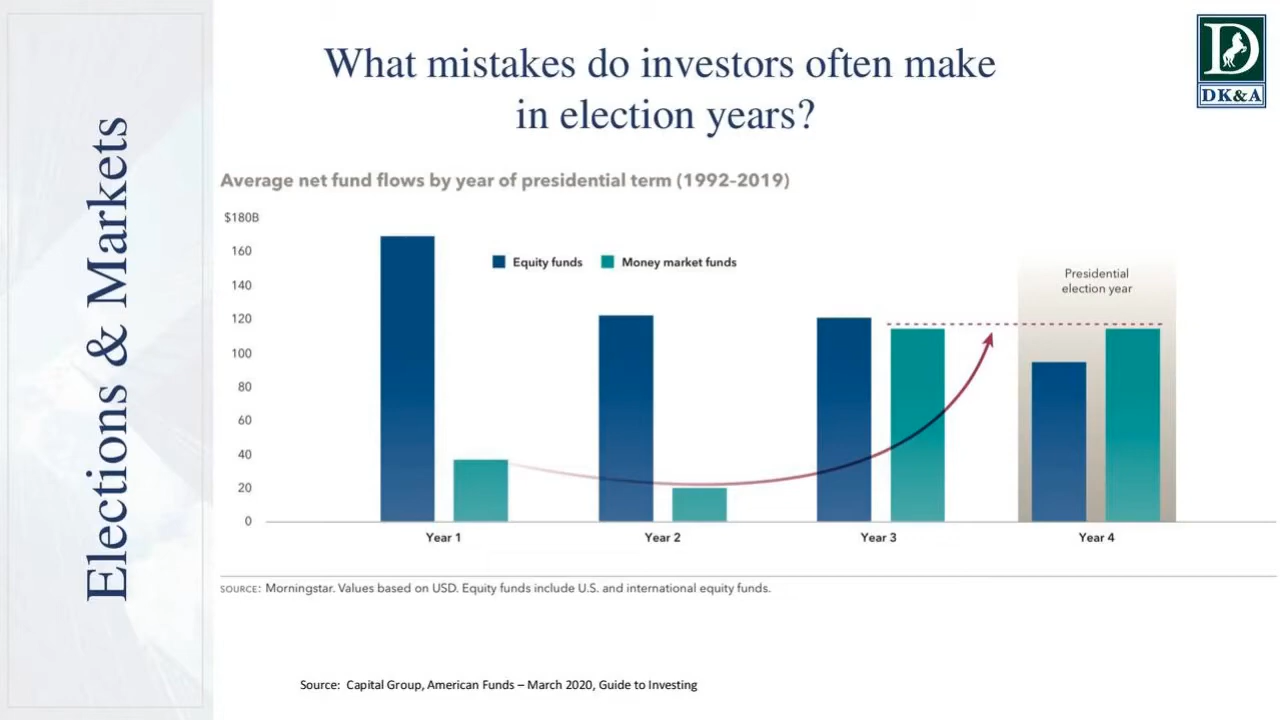 Elections & Markets
What mistakes do investors often make
in election years?
D
DK&A
Average net fund flows by year of presidential term (1992–2019)
$180B
160
140
120
100
80
60
40
20
0
Equity funds
Money market funds
Presidential
election year
Year 1
Year 2
Year 3
Year 4
SOURCE: Morningstar. Values based on USD. Equity funds include U.S. and international equity funds.
Source: Capital Group, American Funds – March 2020, Guide to Investing